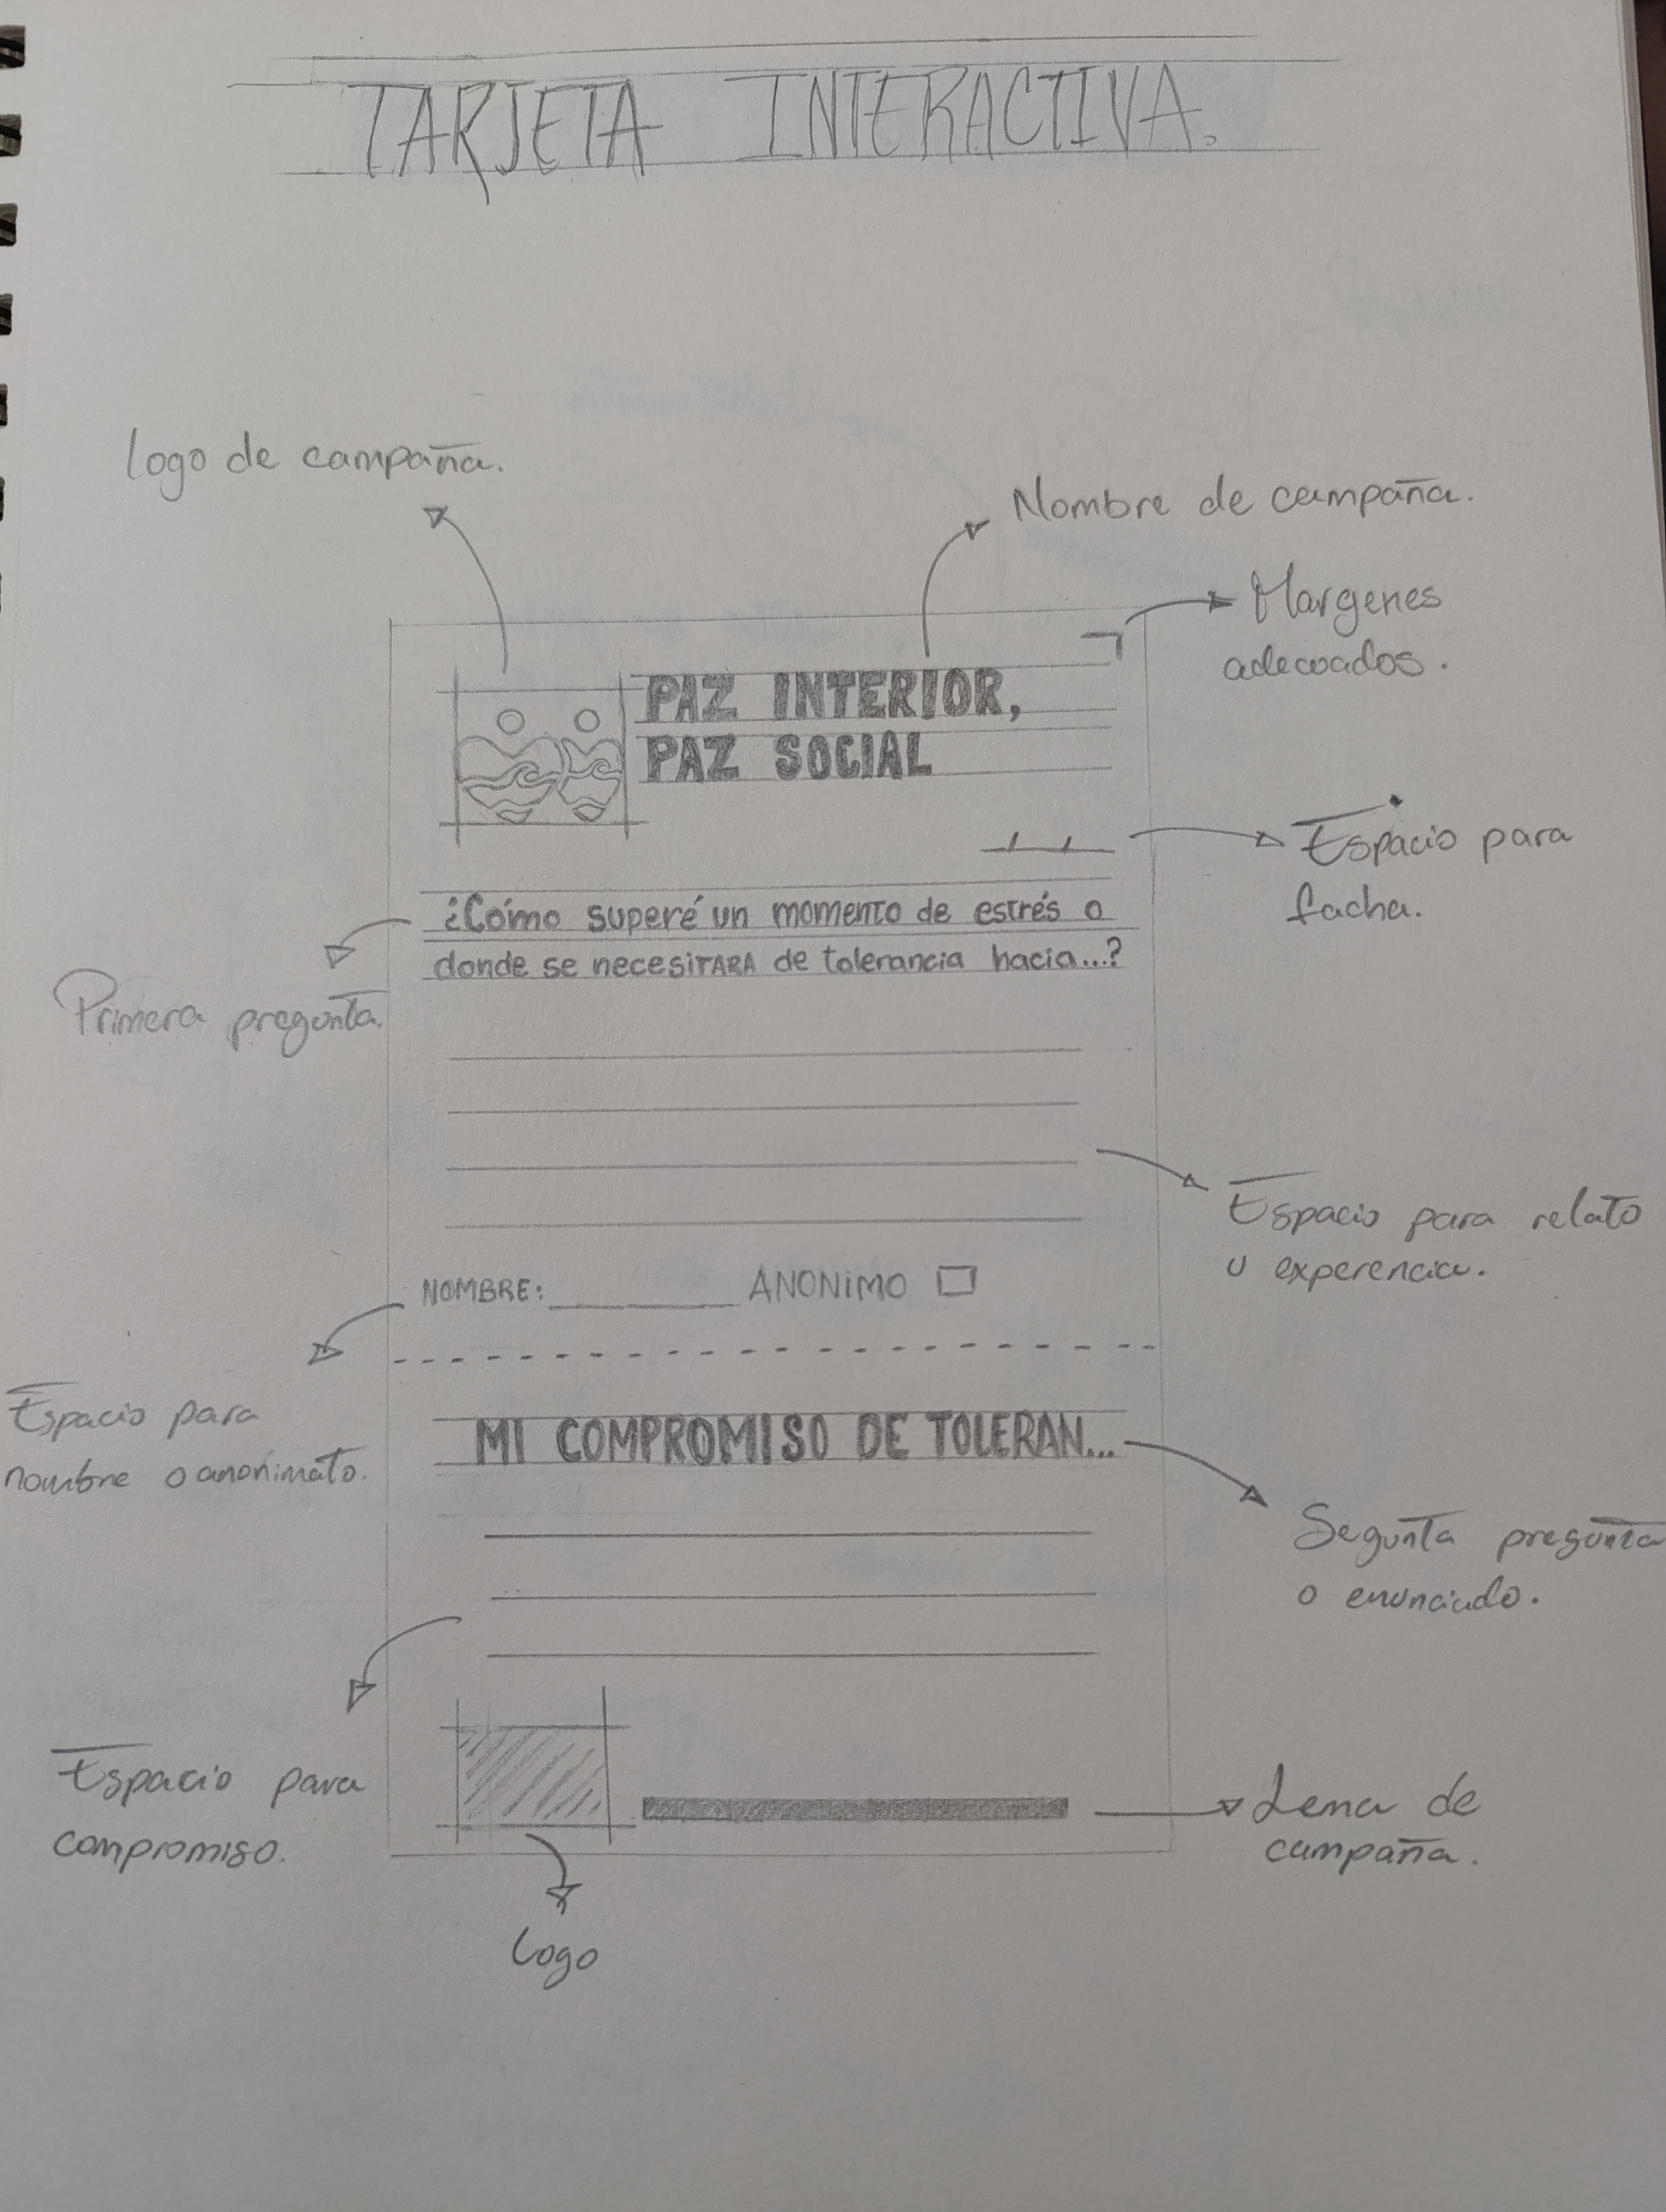 TARJETA INTERACTIVA.
logo de campaña.
Nombre de campaña.
Margenes
adecuados.
PAZ INTERIOR,
PAZ SOCIAL
Espacio para
facha.
¿Cómo superé un momento de estrés o
donde se necesitARA de tolerancia hacia...?
Primera pregunta.
Espacio para relato
u experencia.
NOMBRE: ANONIMO
Espacio para
nombre o anonimato.
MI COMPROMISO DE TOLERAN...
Segunta pregunta
o enunciado.
Espacio para
compromiso.
Lema de
campaña.
logo